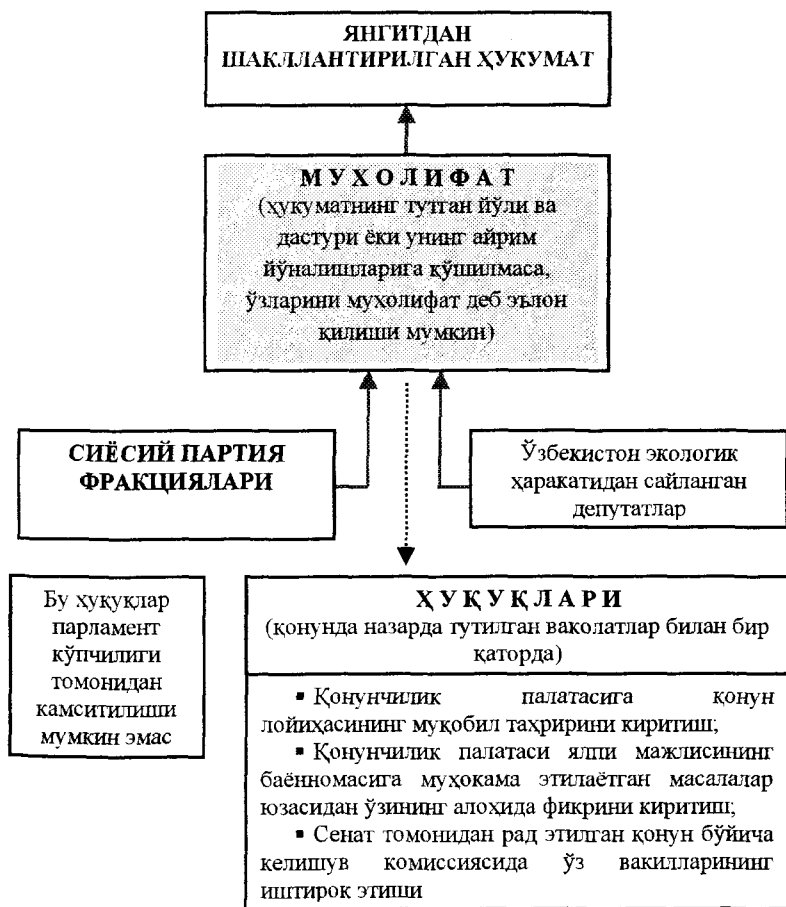 ЯНГИТДАН
ШАКЛЛАНТИРИЛГАН ҲУКУМАТ
МУХОЛИФАТ
(ҳукуматнинг тутган йўли ва
дастури ёки унинг айрим
йўналишларига қўшилмаса,
ўзларини мухолифат деб эълон
қилиши мумкин)
СИЁСИЙ ПАРТИЯ
ФРАКЦИЯЛАРИ
Ўзбекистон экологик
ҳаракатидан сайланган
депутатлар
Бу ҳуқуқлар
парламент
кўпчилиги
томонидан
камситилиши
мумкин эмас
ҲУҚУҚЛАРИ
(қонунда назарда тутилган ваколатлар билан бир
қаторда)
▪ Қонунчилик палатасига қонун
лойиҳасининг муқобил таҳририни киритиш;
▪ Қонунчилик палатаси ялпи мажлисининг
баённомасига муҳокама этилаётган масалалар
юзасидан ўзининг алоҳида фикрини киритиш;
▪ Сенат томонидан рад этилган қонун бўйича
келишув комиссиясида ўз вакилларининг
иштирок этиши